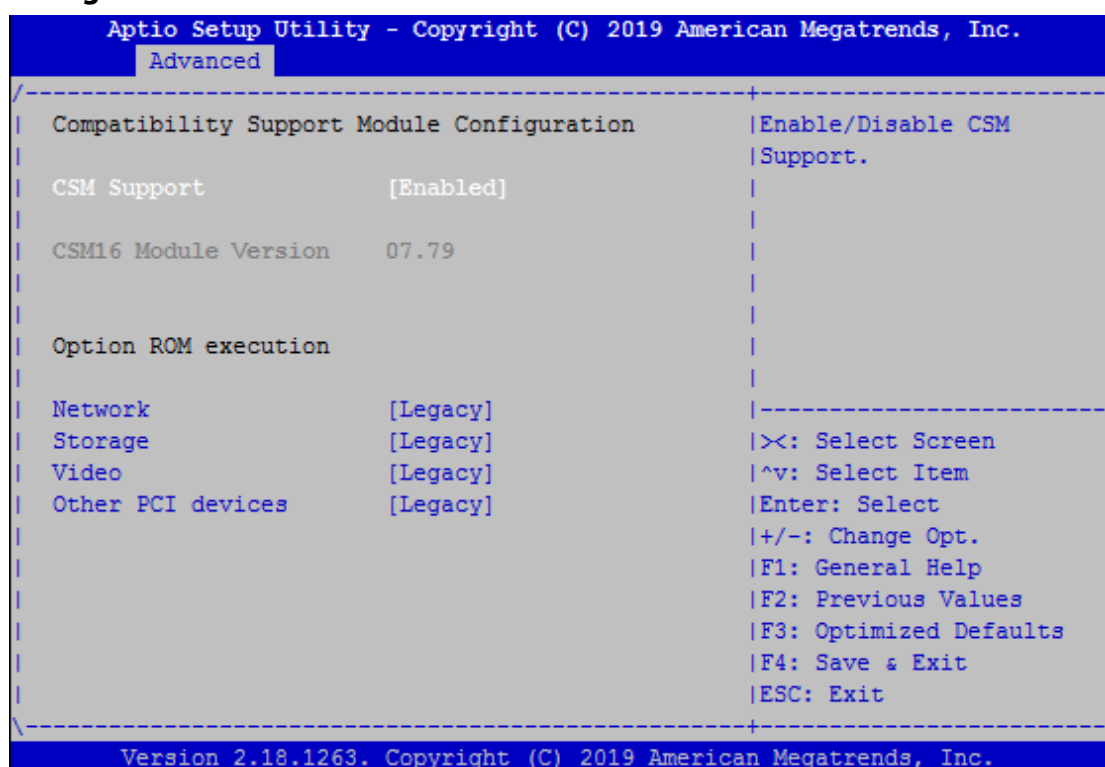 Aptio Setup Utility - Copyright (C) 2019 American Megatrends, Inc.
Advanced
/----------------------------------------------------+-------------------------
| Compatibility Support Module Configuration |Enable/Disable CSM
| |Support.
| CSM Support [Enabled] |
| |
| CSM16 Module Version 07.79 |
| |
| |
| Option ROM execution |
| |
| Network [Legacy] |-------------------------
| Storage [Legacy] |><: Select Screen
| Video [Legacy] |^v: Select Item
| Other PCI devices [Legacy] |Enter: Select
| |+/-: Change Opt.
| |F1: General Help
| |F2: Previous Values
| |F3: Optimized Defaults
| |F4: Save & Exit
| |ESC: Exit
\----------------------------------------------------+-------------------------
Version 2.18.1263. Copyright (C) 2019 American Megatrends, Inc.